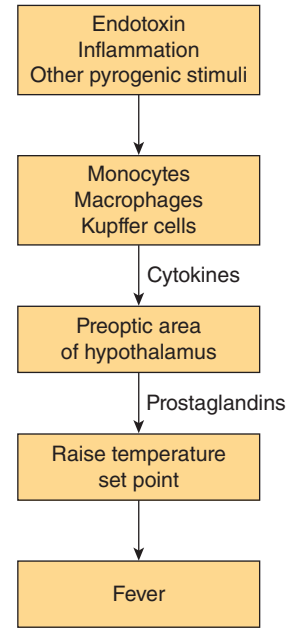 Endotoxin
Inflammation
Other pyrogenic stimuli
Monocytes
Macrophages
Kupffer cells
Cytokines
Preoptic area
of hypothalamus
Prostaglandins
Raise temperature
set point
Fever